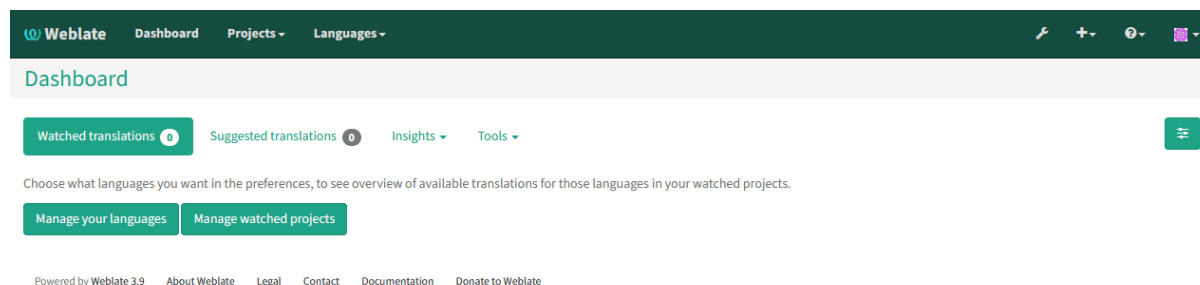 Weblate Dashboard Projects Languages
Dashboard
Watched translations 0 Suggested translations 0 Insights Tools
Choose what languages you want in the preferences, to see overview of available translations for those languages in your watched projects.
Manage your languages Manage watched projects
Powered by Weblate 3.9 About Weblate Legal Contact Documentation Donate to Weblate